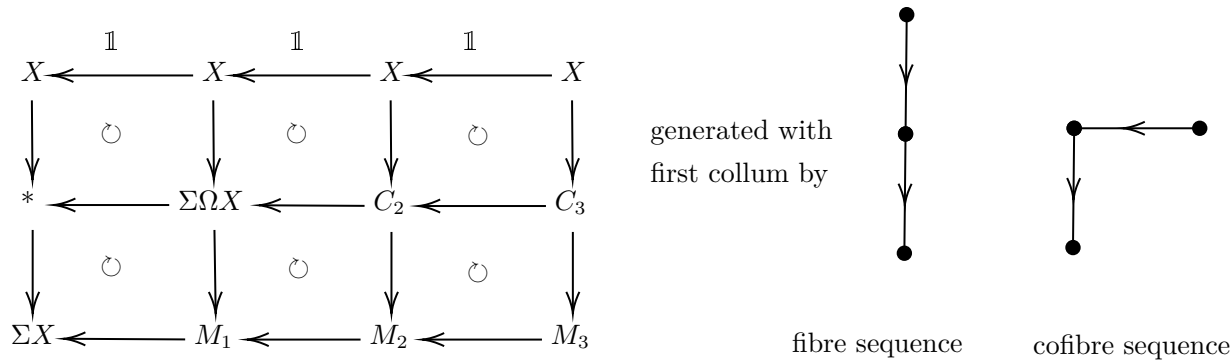 𝟙 𝟙 𝟙
X X X X
generated with
first collum by
* ΣΩX C₂ C₃
ΣX M₁ M₂ M₃
fibre sequence
cofibre sequence